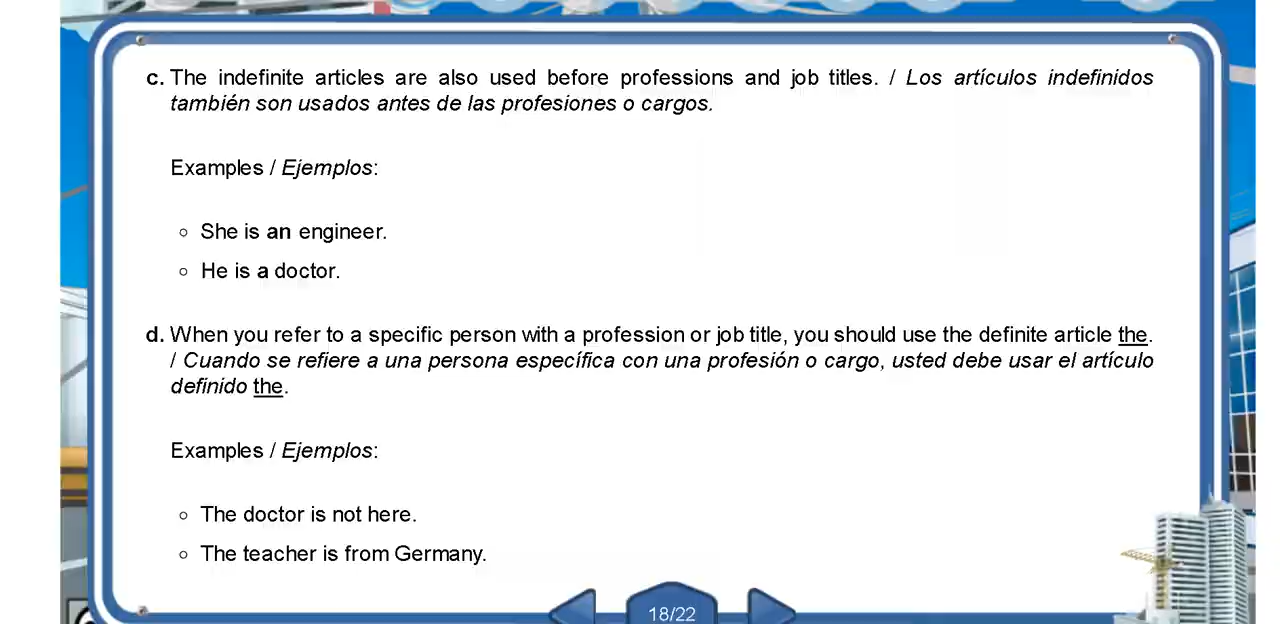 c. The indefinite articles are also used before professions and job titles. / Los artículos indefinidos
también son usados antes de las profesiones o cargos.
Examples / Ejemplos:
○ She is an engineer.
○ He is a doctor.
d. When you refer to a specific person with a profession or job title, you should use the definite article the.
/ Cuando se refiere a una persona específica con una profesión o cargo, usted debe usar el artículo
definido the.
Examples / Ejemplos:
○ The doctor is not here.
○ The teacher is from Germany.
18/22